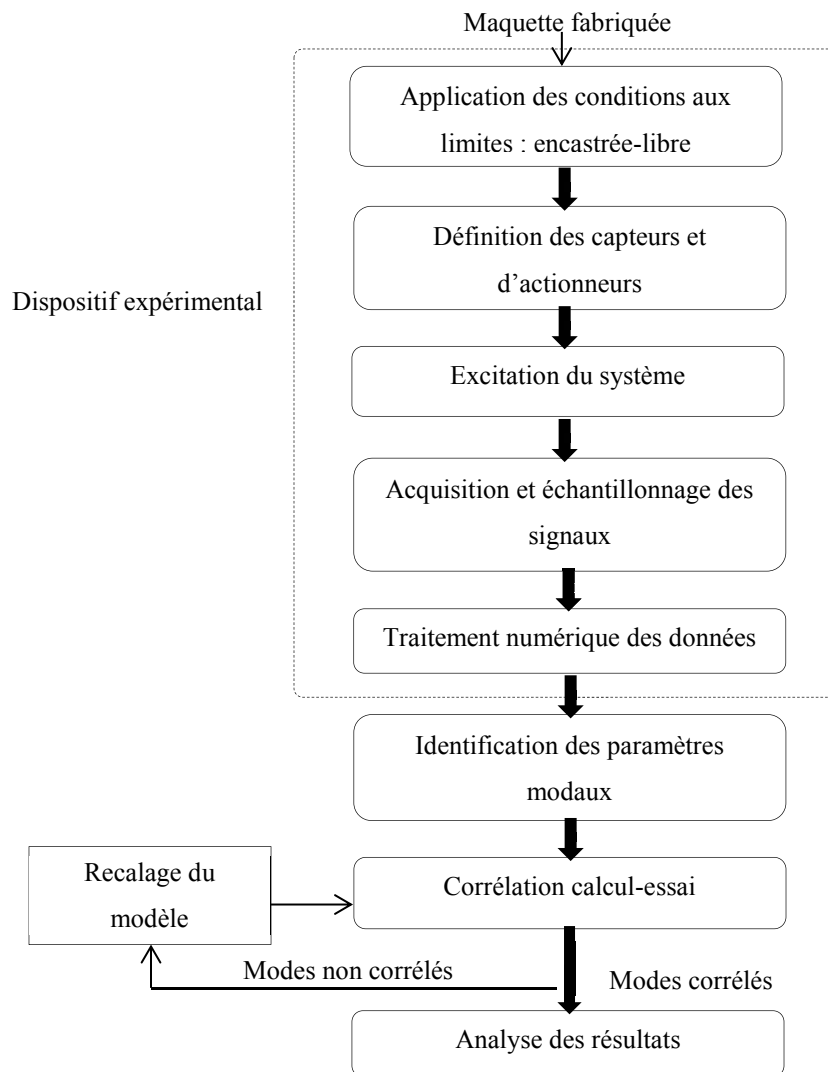 Maquette fabriquée
Application des conditions aux
limites : encastrée-libre
Définition des capteurs et
d'actionneurs
Dispositif expérimental
Excitation du système
Acquisition et échantillonnage des
signaux
Traitement numérique des données
Identification des paramètres
modaux
Recalage du
modèle
Corrélation calcul-essai
Modes non corrélés
Modes corrélés
Analyse des résultats